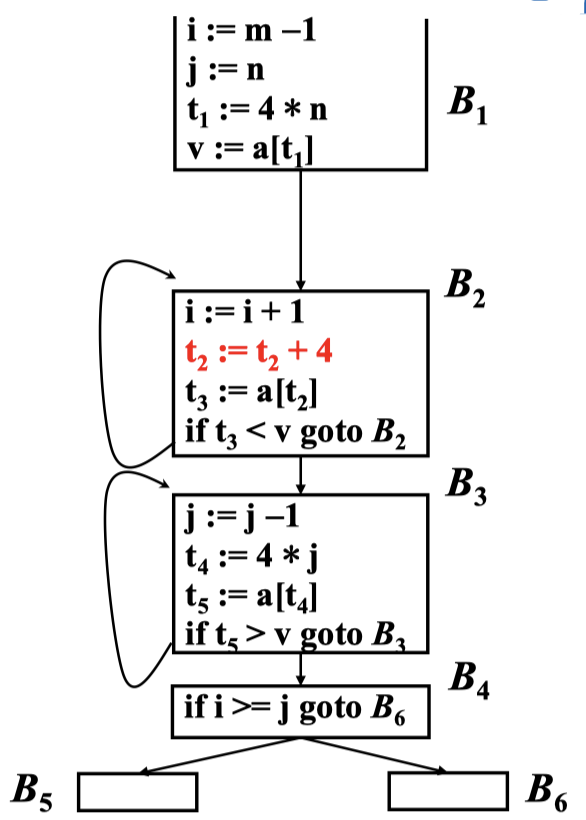 i := m –1
j := n
t₁ := 4 * n
v := a[t₁]
B₁
B₂
i := i + 1
t₂ := t₂ + 4
t₃ := a[t₂]
if t₃ < v goto B₂
B₃
j := j –1
t₄ := 4 * j
t₅ := a[t₄]
if t₅ > v goto B₃
B₄
if i >= j goto B₆
B₅
B₆